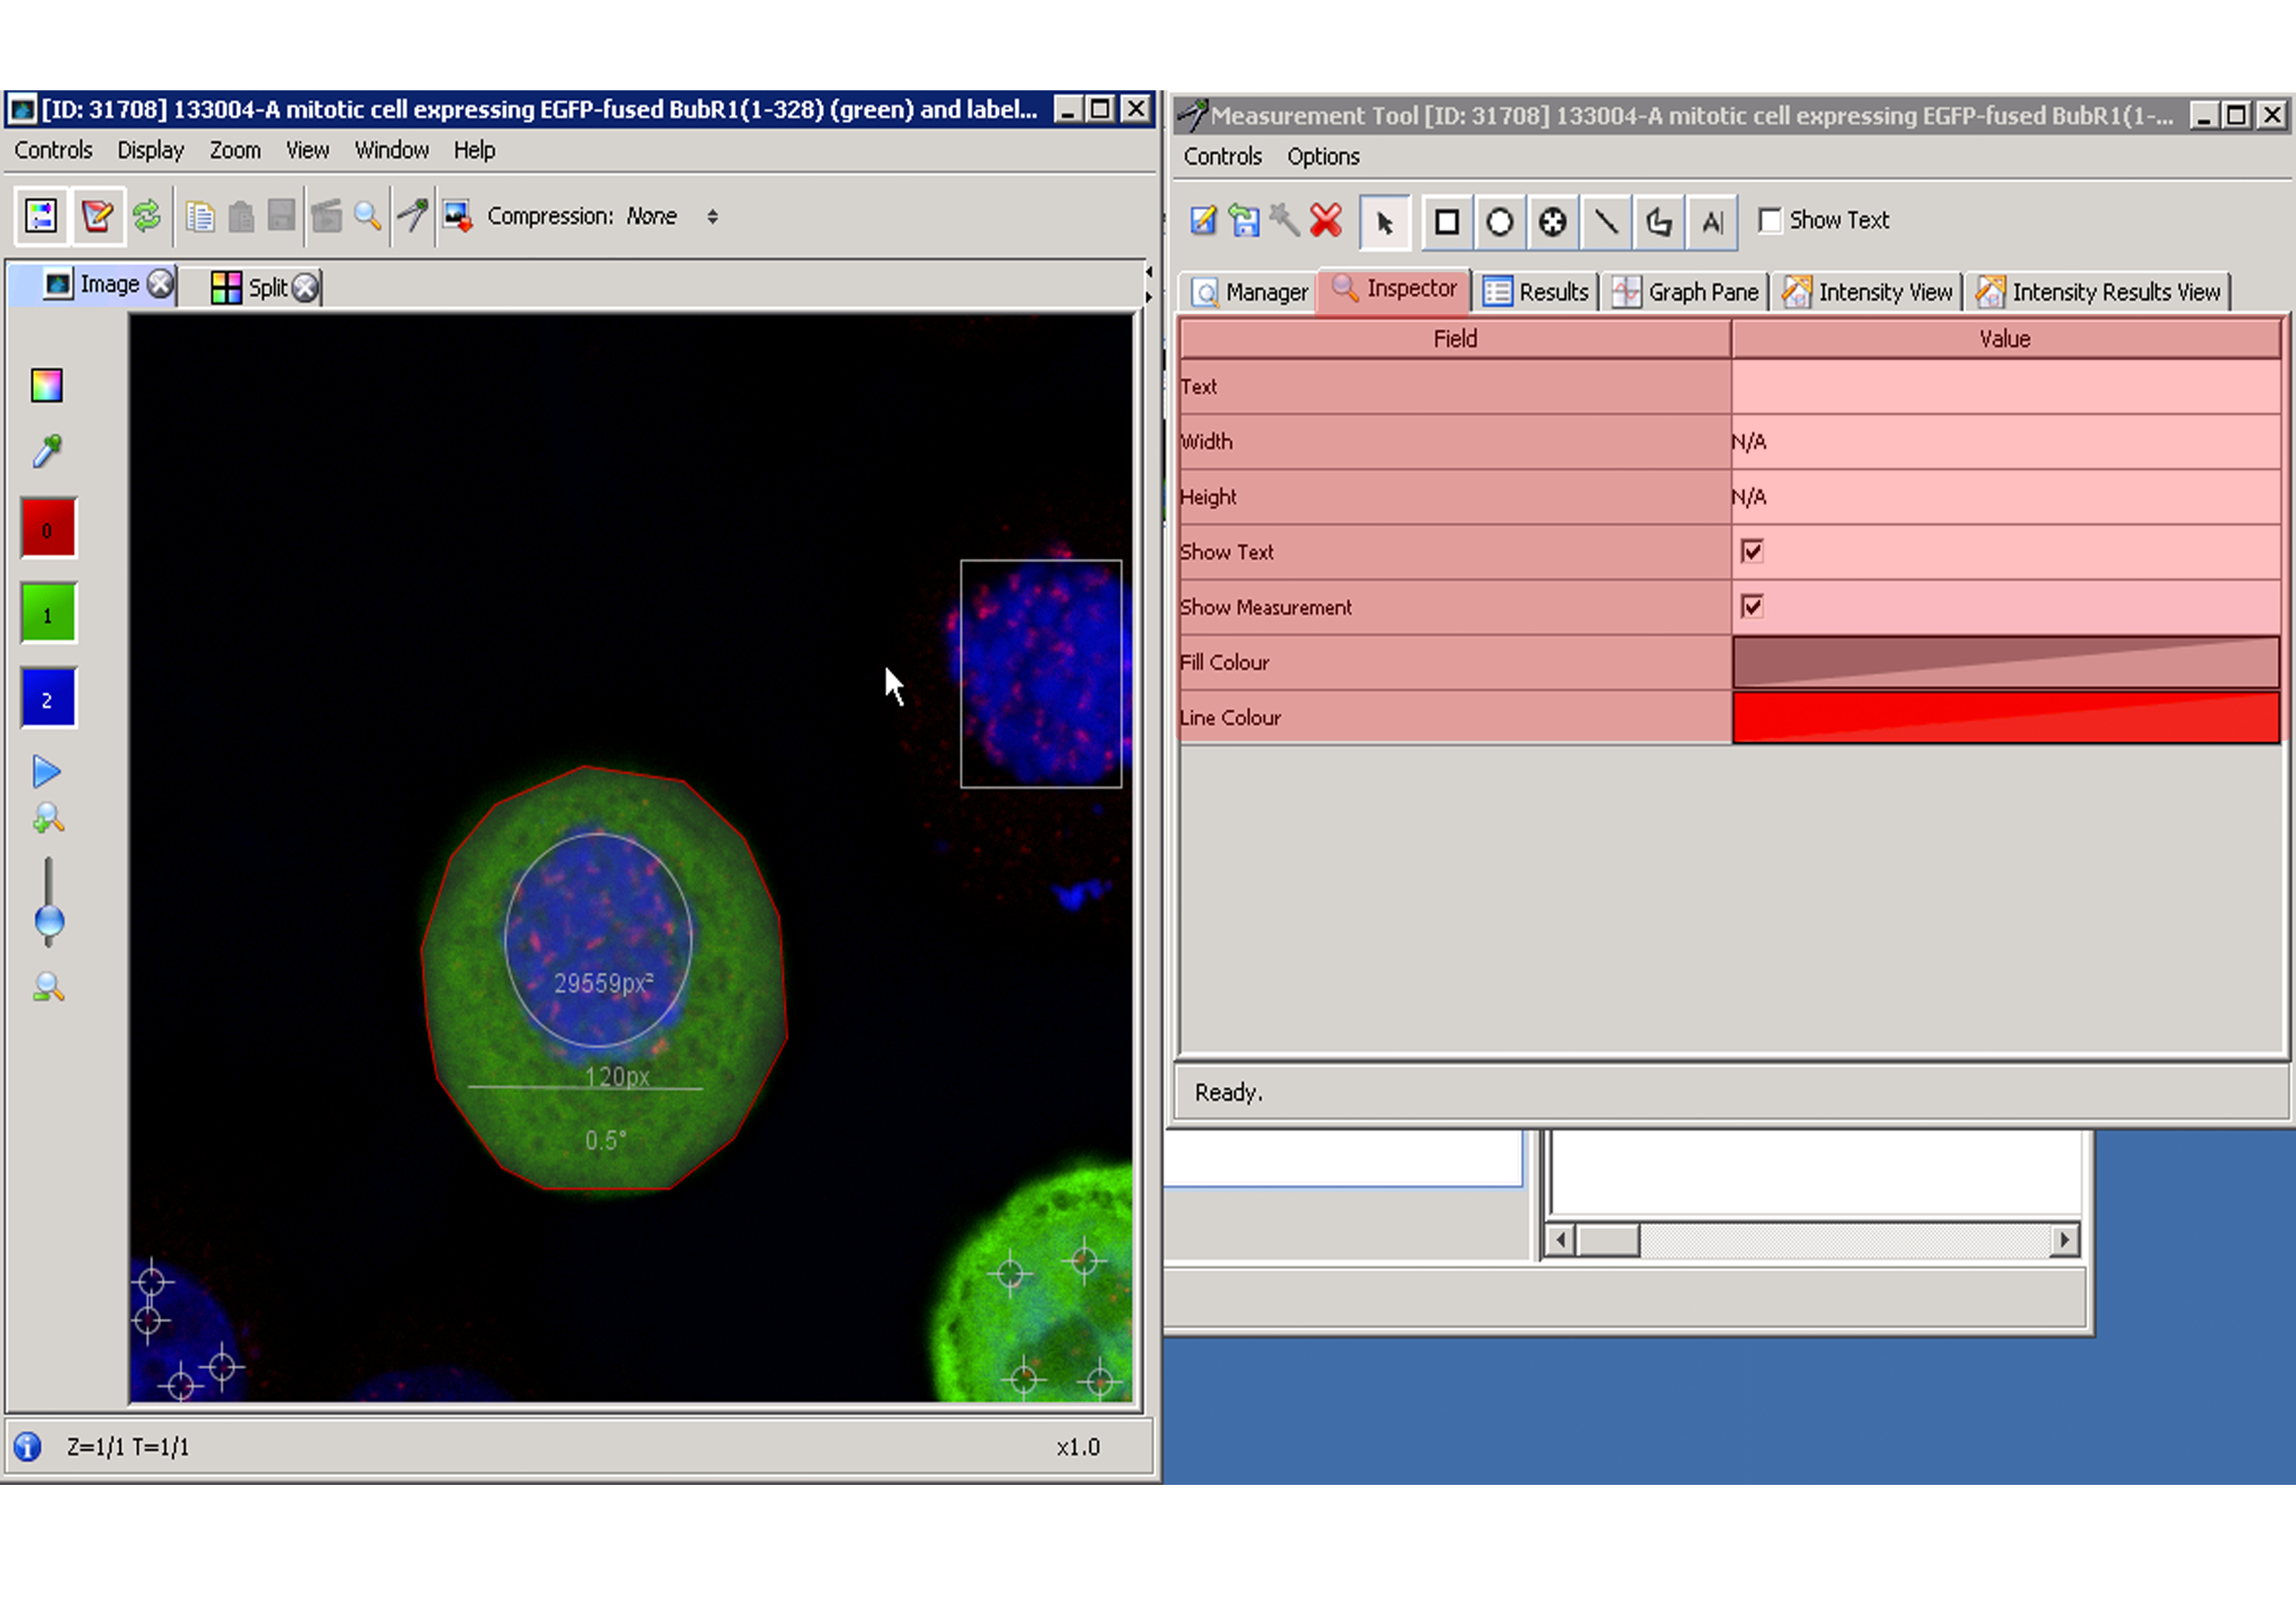 [ID: 31708] 133004-A mitotic cell expressing EGFP-fused BubR1(1-328) (green) and label...
Controls Display Zoom View Window Help
Compression: None
Image Split
0
1
2
29559px²
120px
0.5°
Z=1/1 T=1/1 x1.0
Measurement Tool [ID: 31708] 133004-A mitotic cell expressing EGFP-fused BubR1(1-...
Controls Options
A Show Text
Manager Inspector Results Graph Pane Intensity View Intensity Results View
Field Value
Text
Width N/A
Height N/A
Show Text
Show Measurement
Fill Colour
Line Colour
Ready.